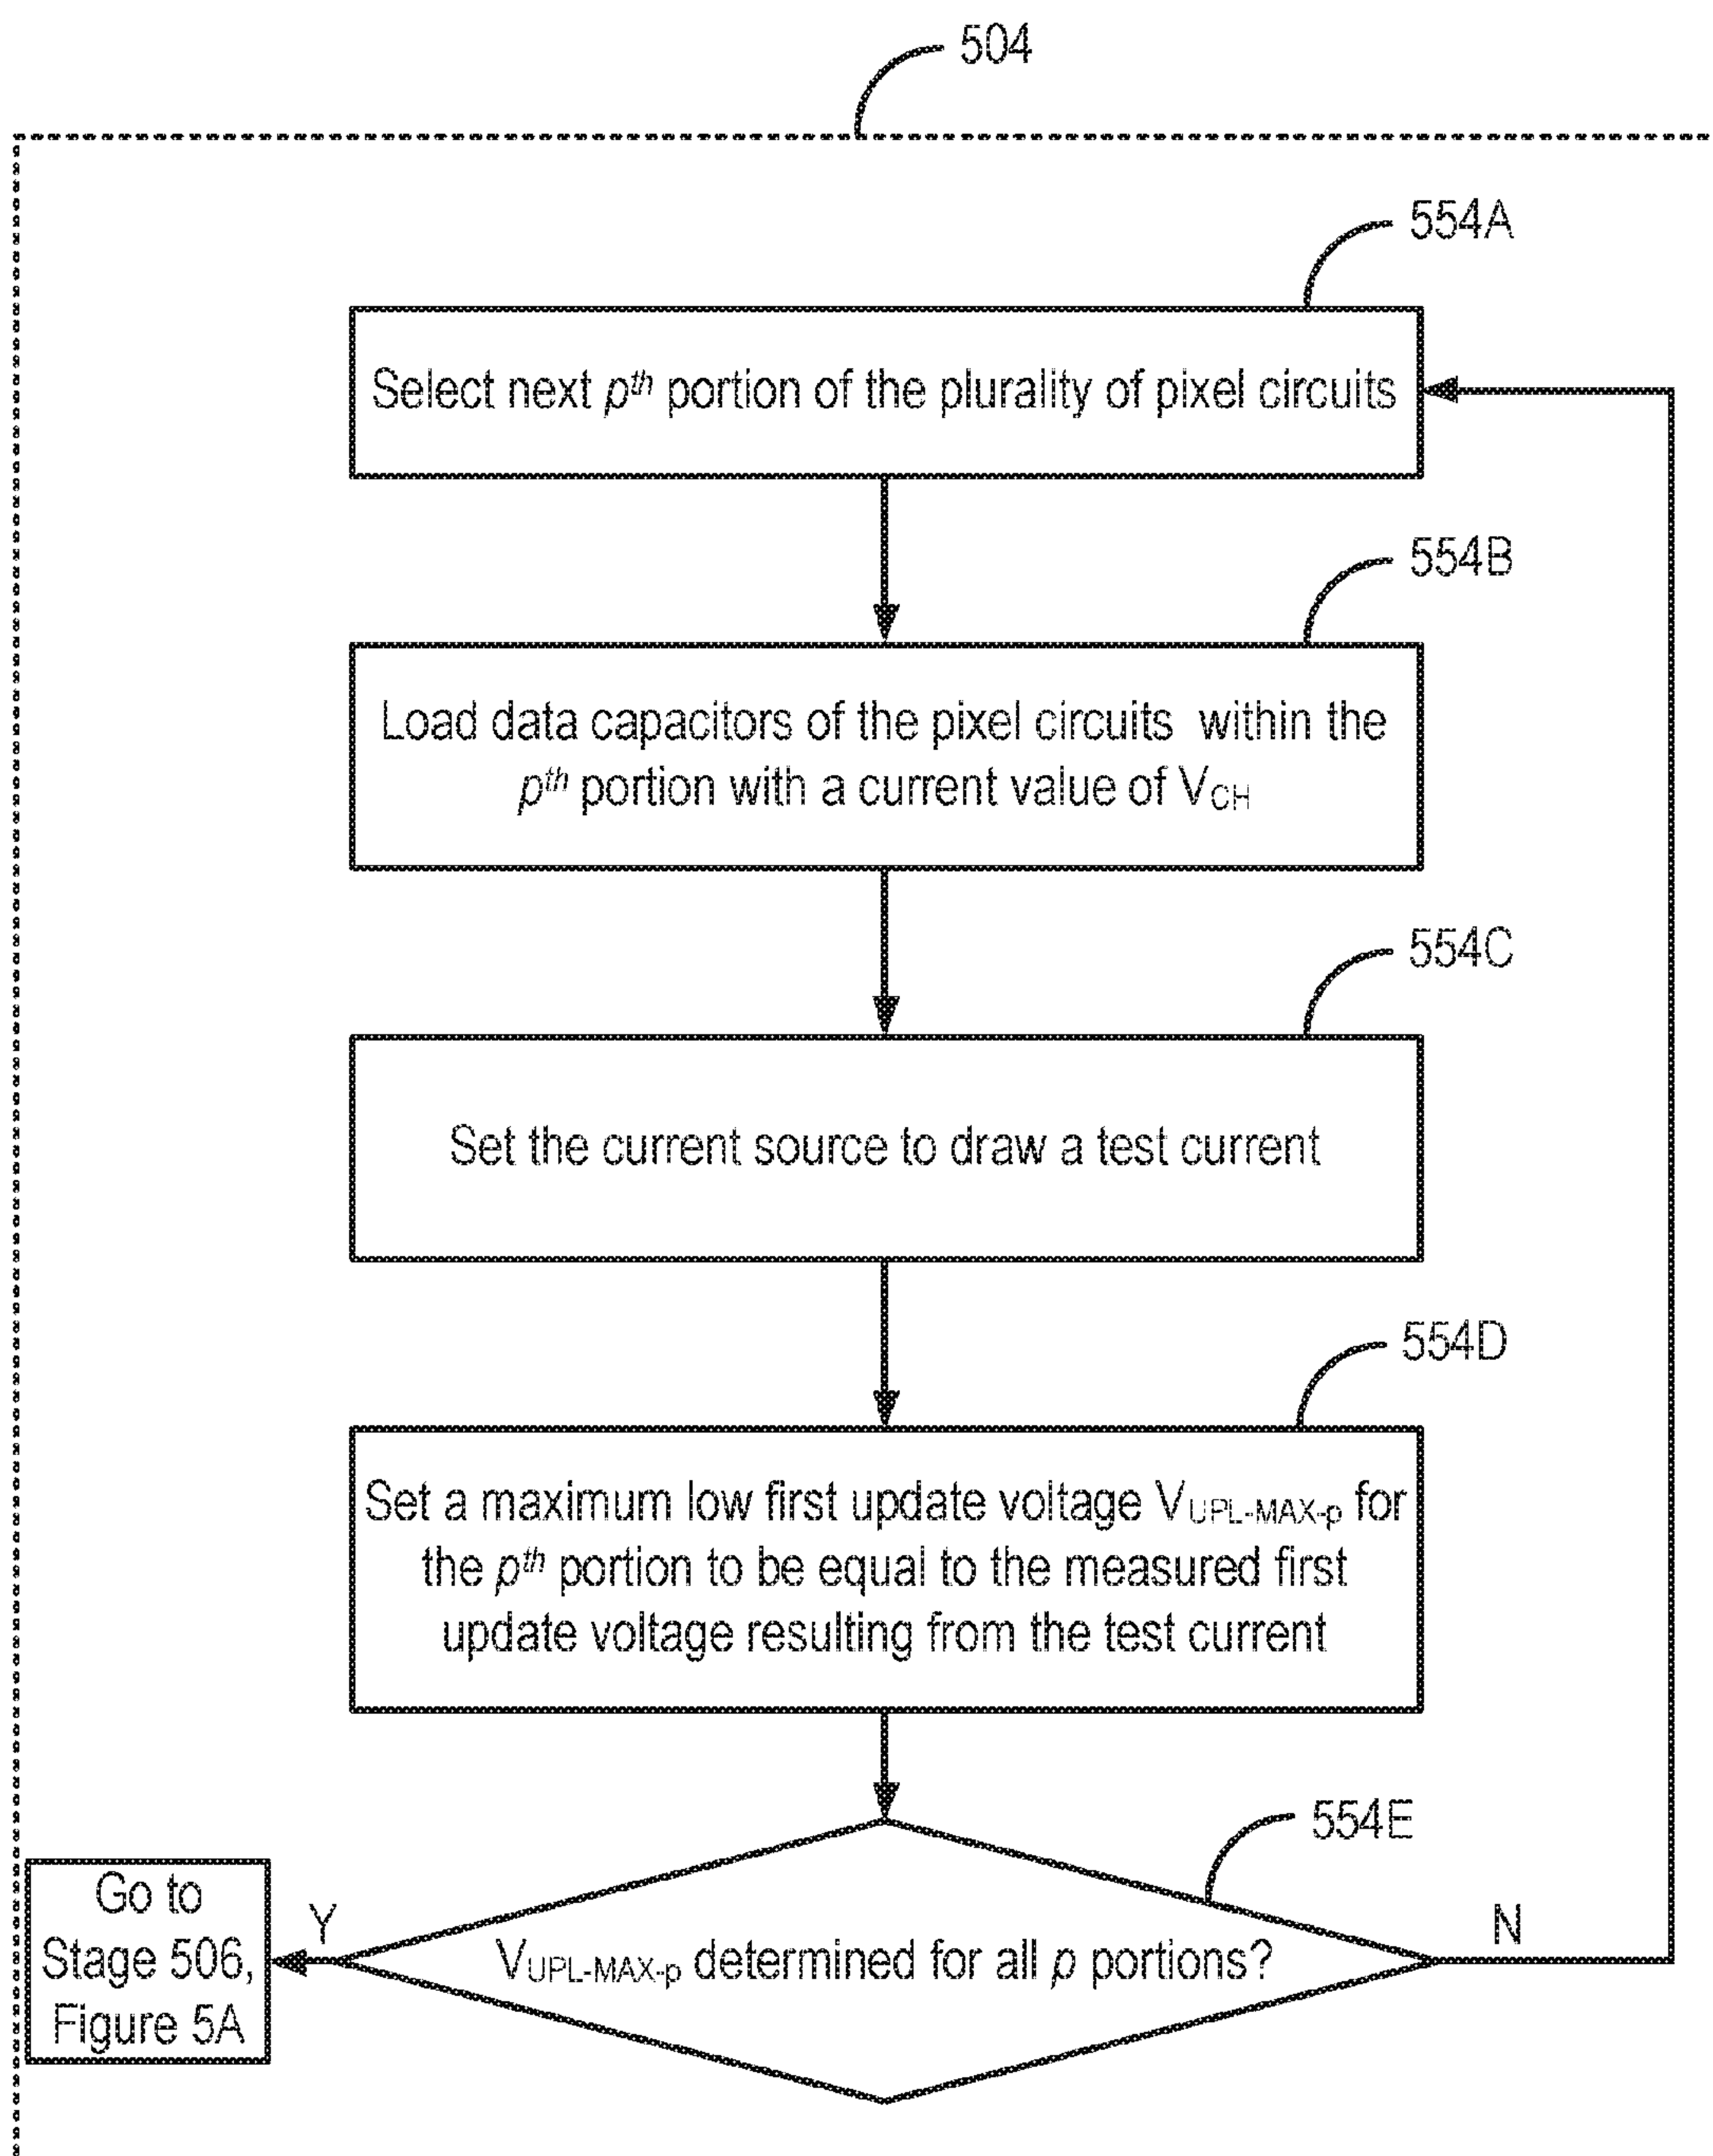 504
554A
Select next pth portion of the plurality of pixel circuits
554B
Load data capacitors of the pixel circuits within the
pth portion with a current value of VCH
554C
Set the current source to draw a test current
554D
Set a maximum low first update voltage VUPL-MAX-p for
the pth portion to be equal to the measured first
update voltage resulting from the test current
554E
Go to
Stage 506,
Figure 5A
Y
VUPL-MAX-p determined for all p portions?
N